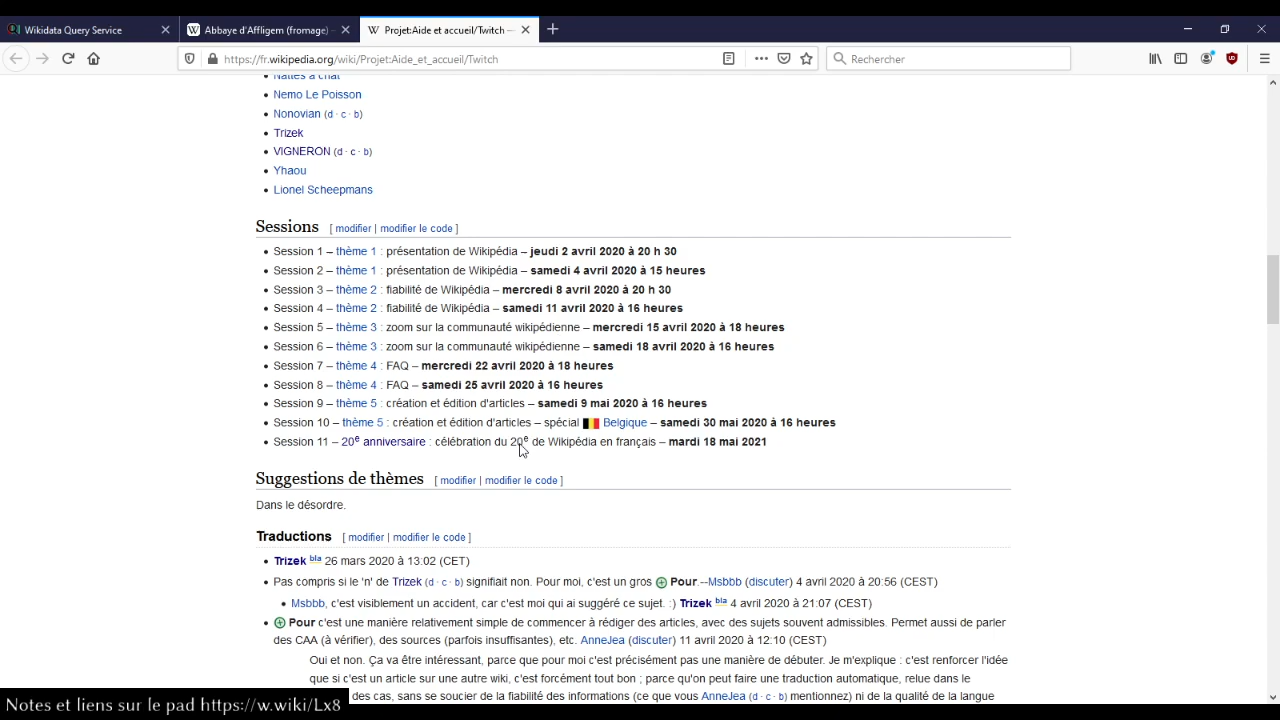 Wikidata Query Service
Abbaye d'Affligem (fromage) –
Projet:Aide et accueil/Twitch —
https://fr.wikipedia.org/wiki/Projet:Aide_et_accueil/Twitch
Rechercher
Nattes à chat
Nemo Le Poisson
Nonovian (d · c · b)
Trizek
VIGNERON (d · c · b)
Yhaou
Lionel Scheepmans
Sessions [ modifier | modifier le code ]
Session 1 – thème 1 : présentation de Wikipédia – jeudi 2 avril 2020 à 20 h 30
Session 2 – thème 1 : présentation de Wikipédia – samedi 4 avril 2020 à 15 heures
Session 3 – thème 2 : fiabilité de Wikipédia – mercredi 8 avril 2020 à 20 h 30
Session 4 – thème 2 : fiabilité de Wikipédia – samedi 11 avril 2020 à 16 heures
Session 5 – thème 3 : zoom sur la communauté wikipédienne – mercredi 15 avril 2020 à 18 heures
Session 6 – thème 3 : zoom sur la communauté wikipédienne – samedi 18 avril 2020 à 16 heures
Session 7 – thème 4 : FAQ – mercredi 22 avril 2020 à 18 heures
Session 8 – thème 4 : FAQ – samedi 25 avril 2020 à 16 heures
Session 9 – thème 5 : création et édition d'articles – samedi 9 mai 2020 à 16 heures
Session 10 – thème 5 : création et édition d'articles – spécial Belgique – samedi 30 mai 2020 à 16 heures
Session 11 – 20e anniversaire : célébration du 20e de Wikipédia en français – mardi 18 mai 2021
Suggestions de thèmes [ modifier | modifier le code ]
Dans le désordre.
Traductions [ modifier | modifier le code ]
Trizek bla 26 mars 2020 à 13:02 (CET)
Pas compris si le 'n' de Trizek (d · c · b) signifiait non. Pour moi, c'est un gros Pour.--Msbbb (discuter) 4 avril 2020 à 20:56 (CEST)
Msbbb, c'est visiblement un accident, car c'est moi qui ai suggéré ce sujet. :) Trizek bla 4 avril 2020 à 21:07 (CEST)
Pour c'est une manière relativement simple de commencer à rédiger des articles, avec des sujets souvent admissibles. Permet aussi de parler
des CAA (à vérifier), des sources (parfois insuffisantes), etc. AnneJea (discuter) 11 avril 2020 à 12:10 (CEST)
Oui et non. Ça va être intéressant, parce que pour moi c'est précisément pas une manière de débuter. Je m'explique : c'est renforcer l'idée
que si c'est un article sur une autre wiki, c'est forcément tout bon ; parce qu'on peut faire une traduction automatique, relue dans le
des cas, sans se soucier de la fiabilité des informations (ce que vous AnneJea (d · c · b) mentionnez) ni de la qualité de la langue
Notes et liens sur le pad https://w.wiki/Lx8